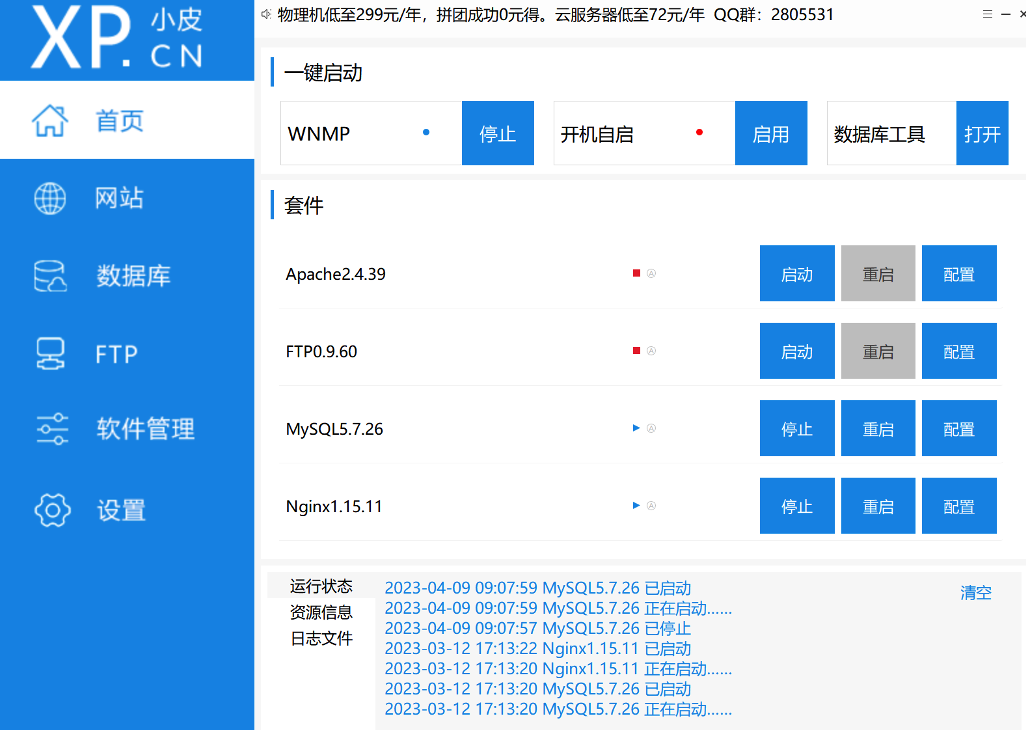 XP.CN 小皮
物理机低至299元/年，拼团成功0元得。云服务器低至72元/年 QQ群：2805531
首页
网站
数据库
FTP
软件管理
设置
一键启动
WNMP 停止 开机自启 启用 数据库工具 打开
套件
Apache2.4.39 启动 重启 配置
FTP0.9.60 启动 重启 配置
MySQL5.7.26 停止 重启 配置
Nginx1.15.11 停止 重启 配置
运行状态
资源信息
日志文件
2023-04-09 09:07:59 MySQL5.7.26 已启动
2023-04-09 09:07:59 MySQL5.7.26 正在启动......
2023-04-09 09:07:57 MySQL5.7.26 已停止
2023-03-12 17:13:22 Nginx1.15.11 已启动
2023-03-12 17:13:20 Nginx1.15.11 正在启动......
2023-03-12 17:13:20 MySQL5.7.26 已启动
2023-03-12 17:13:20 MySQL5.7.26 正在启动......
清空